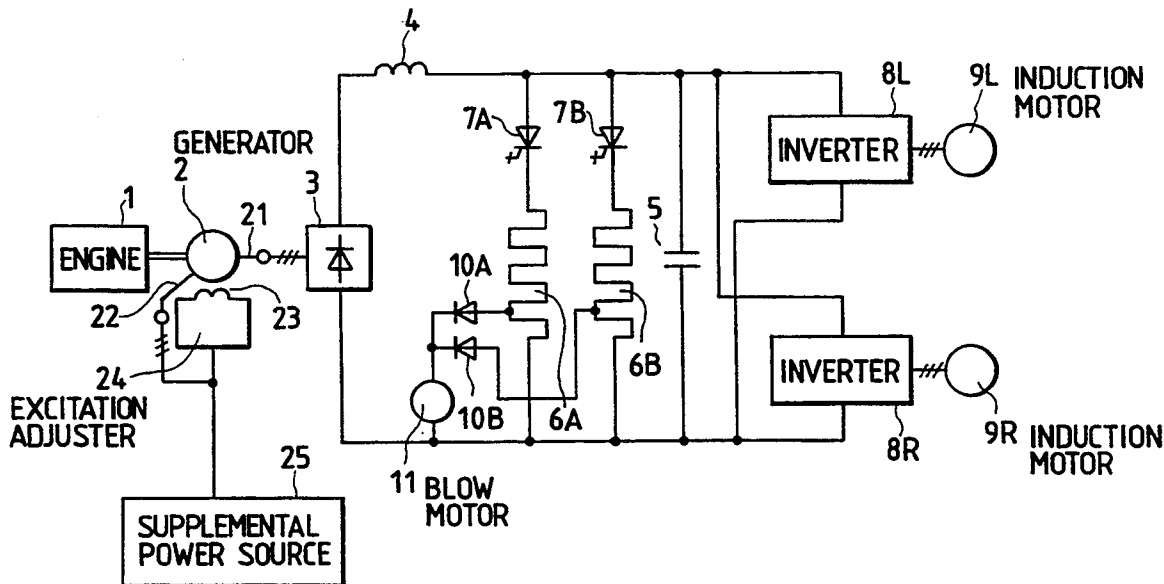 4
8L
9L INDUCTION
MOTOR
7A
7B
INVERTER
GENERATOR
2
3
1
21
5
ENGINE
10A
22
23
6B
INVERTER
24
10B
6A
EXCITATION
ADJUSTER
8R
9R INDUCTION
MOTOR
11 BLOW
MOTOR
25
SUPPLEMENTAL
POWER SOURCE